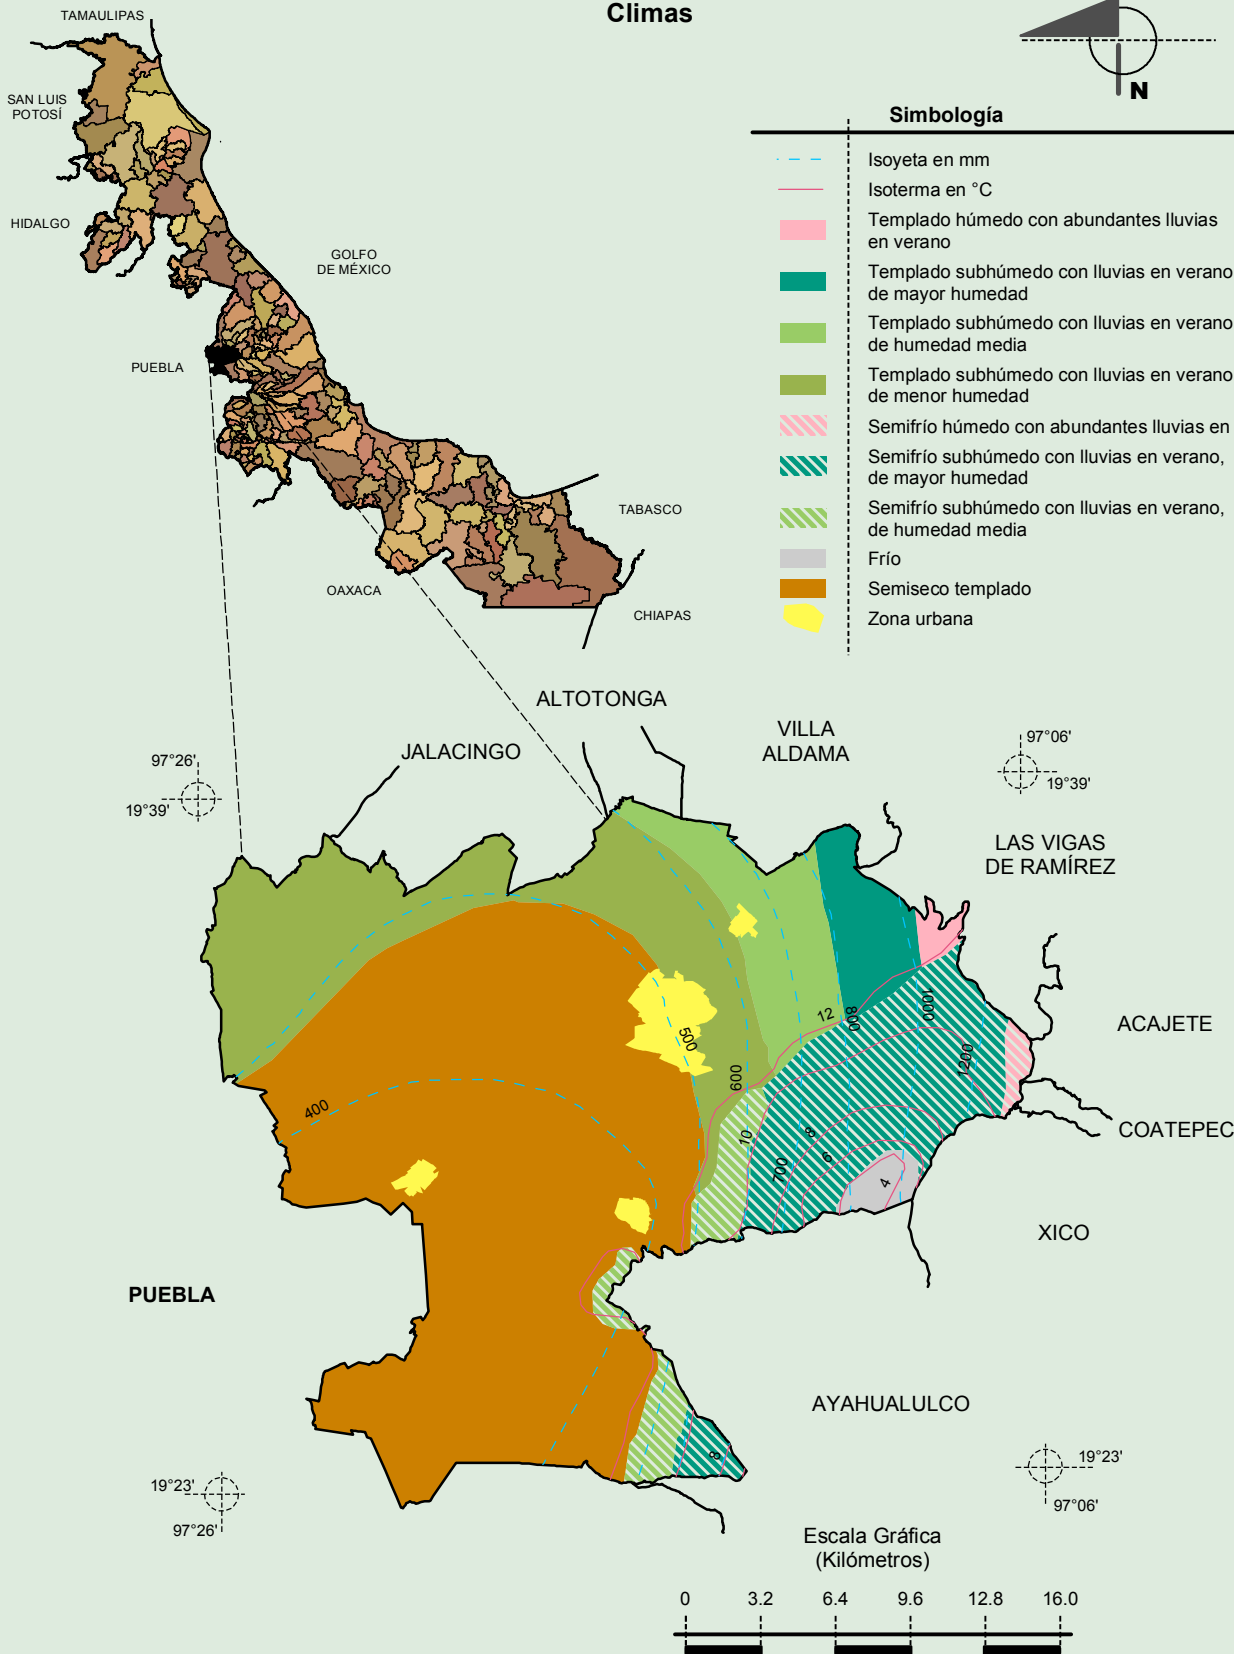 Climas
N
TAMAULIPAS
SAN LUIS
POTOSÍ
HIDALGO
GOLFO
DE MÉXICO
PUEBLA
TABASCO
OAXACA
CHIAPAS
Simbología
Isoyeta en mm
Isoterma en °C
Templado húmedo con abundantes lluvias
en verano
Templado subhúmedo con lluvias en verano
de mayor humedad
Templado subhúmedo con lluvias en verano
de humedad media
Templado subhúmedo con lluvias en verano
de menor humedad
Semifrío húmedo con abundantes lluvias en
Semifrío subhúmedo con lluvias en verano,
de mayor humedad
Semifrío subhúmedo con lluvias en verano,
de humedad media
Frío
Semiseco templado
Zona urbana
ALTOTONGA
JALACINGO
VILLA
ALDAMA
97°26'
19°39'
97°06'
19°39'
LAS VIGAS
DE RAMÍREZ
ACAJETE
COATEPEC
XICO
AYAHUALULCO
PUEBLA
400
500
600
12
800
1000
1200
10
700
8
6
4
8
19°23'
97°26'
19°23'
97°06'
Escala Gráfica
(Kilómetros)
0 3.2 6.4 9.6 12.8 16.0